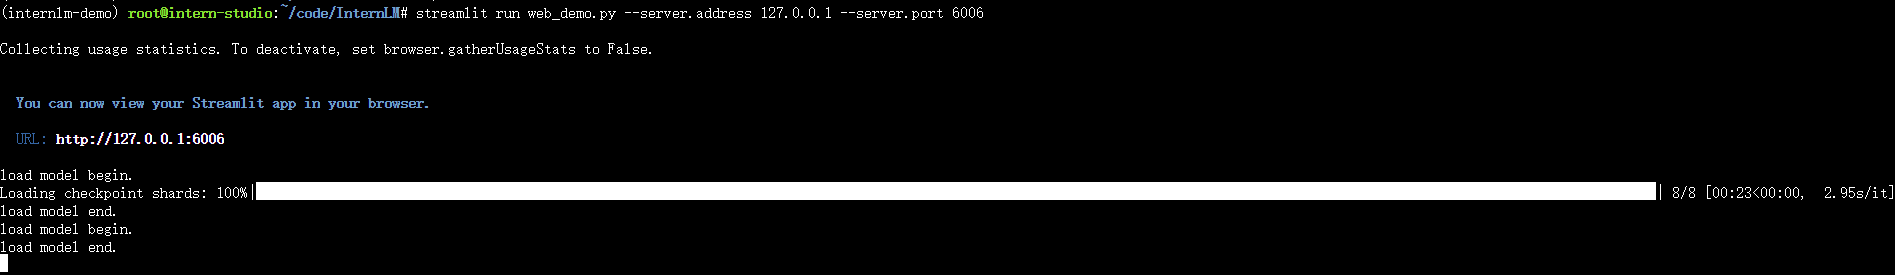 (internlm-demo) root@intern-studio:~/code/InternLM# streamlit run web_demo.py --server.address 127.0.0.1 --server.port 6006
Collecting usage statistics. To deactivate, set browser.gatherUsageStats to False.
You can now view your Streamlit app in your browser.
URL: http://127.0.0.1:6006
load model begin.
Loading checkpoint shards: 100%| | 8/8 [00:23<00:00, 2.95s/it]
load model end.
load model begin.
load model end.